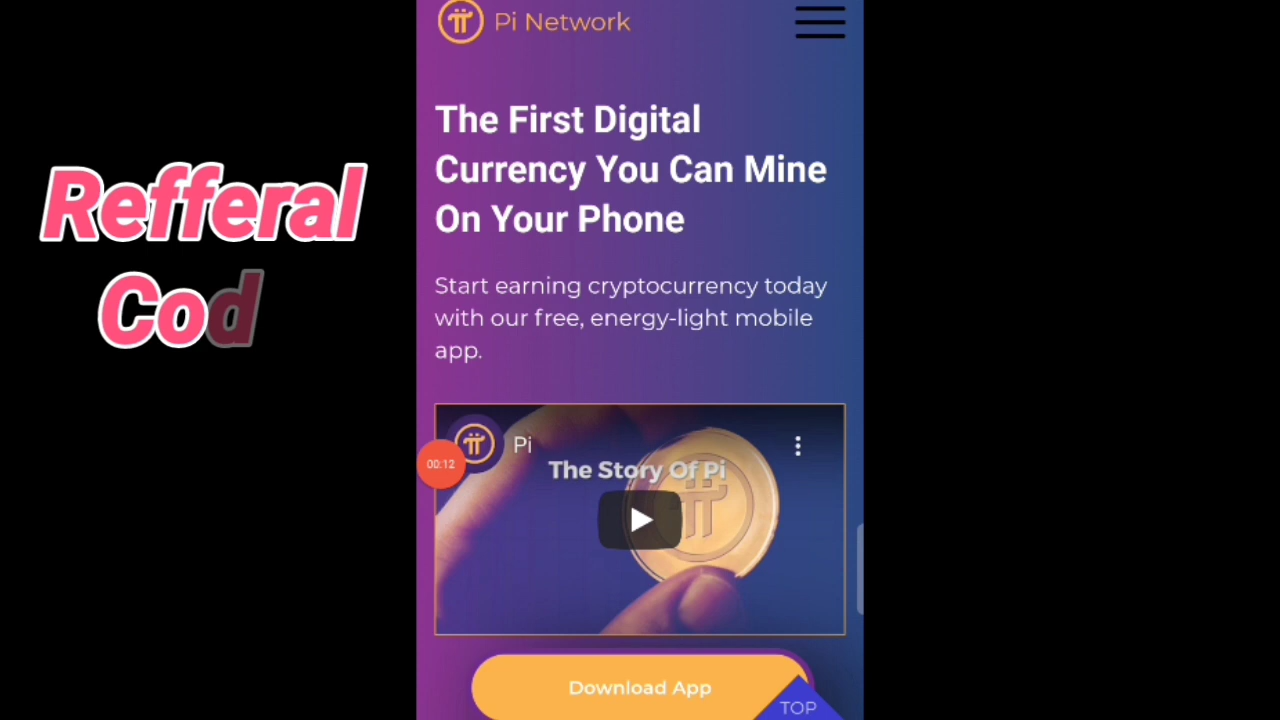 Refferal
Cod
Pi Network
The First Digital
Currency You Can Mine
On Your Phone
Start earning cryptocurrency today
with our free, energy-light mobile
app.
Pi
The Story Of Pi
00:12
Download App
TOP